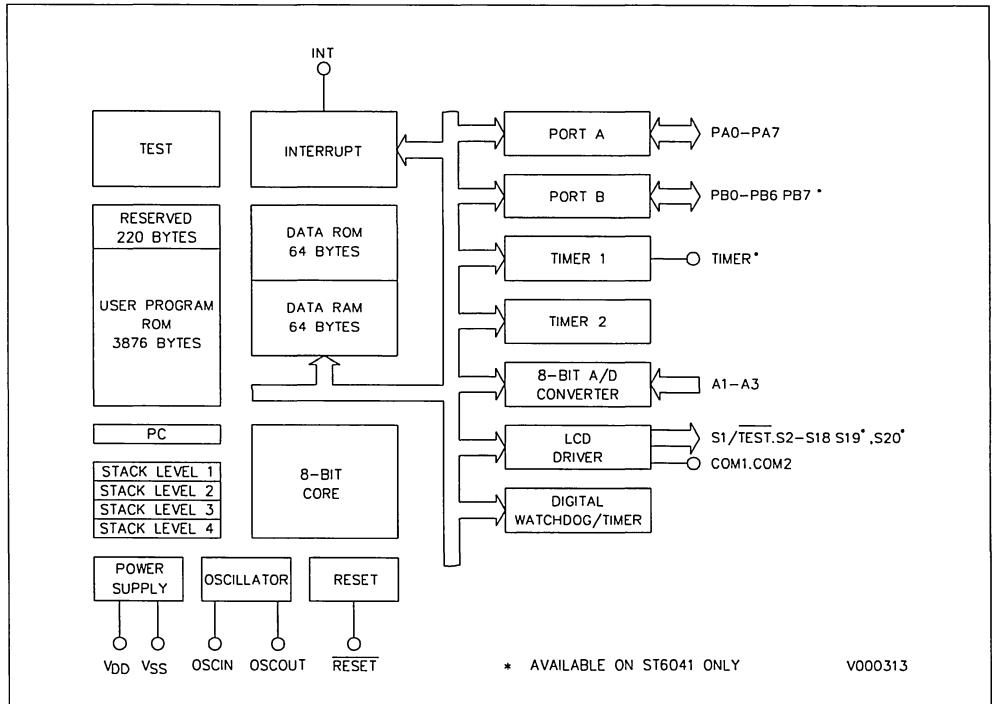 INT
TEST
INTERRUPT
PORT A
PA0-PA7
PORT B
PB0-PB6 PB7*
RESERVED
220 BYTES
USER PROGRAM
ROM
3876 BYTES
DATA ROM
64 BYTES
DATA RAM
64 BYTES
TIMER 1
TIMER*
TIMER 2
8-BIT A/D
CONVERTER
A1-A3
PC
STACK LEVEL 1
STACK LEVEL 2
STACK LEVEL 3
STACK LEVEL 4
8-BIT
CORE
LCD
DRIVER
S1/TEST.S2-S18 S19*,S20*
COM1.COM2
DIGITAL
WATCHDOG/TIMER
POWER
SUPPLY
OSCILLATOR
RESET
VDD
VSS
OSCIN
OSCOUT
RESET
* AVAILABLE ON ST6041 ONLY
V000313